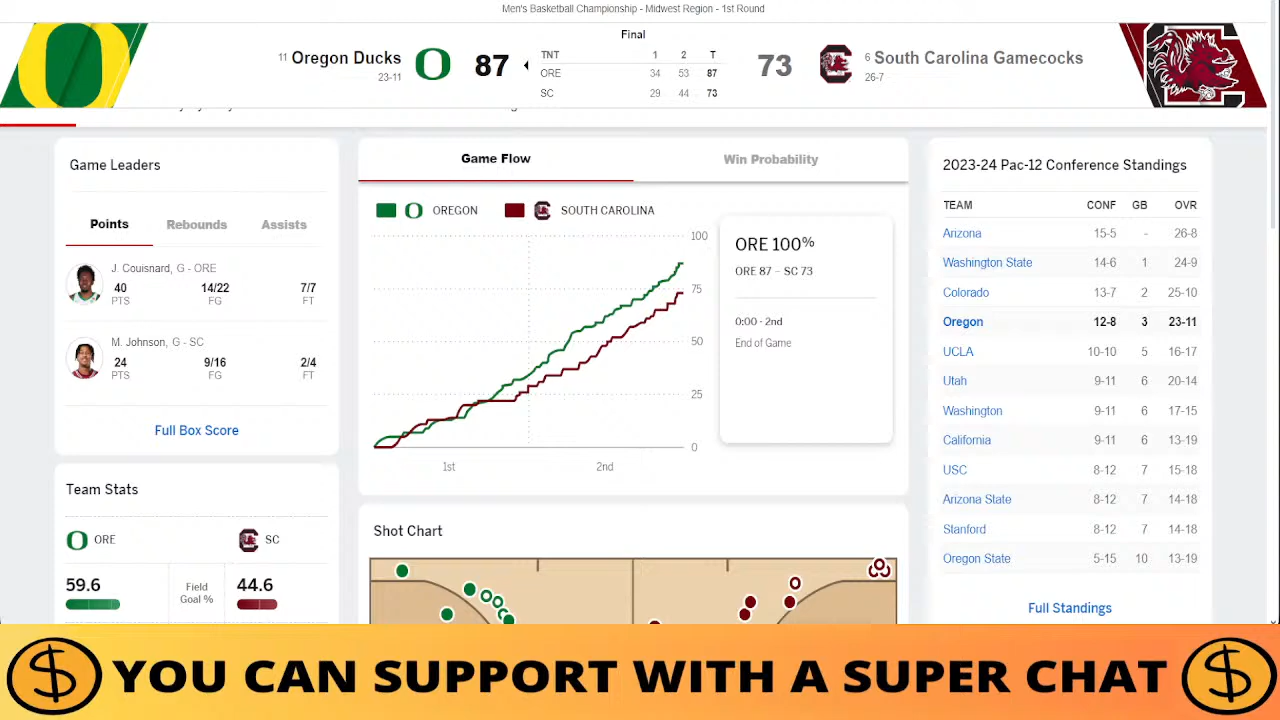 Men's Basketball Championship - Midwest Region - 1st Round
11 Oregon Ducks
23-11
87
Final
TNT 1 2 T
ORE 34 53 87
SC 29 44 73
73
6 South Carolina Gamecocks
26-7
Game Leaders
Points Rebounds Assists
J. Couisnard, G - ORE
40 14/22 7/7
PTS FG FT
M. Johnson, G - SC
24 9/16 2/4
PTS FG FT
Full Box Score
Team Stats
ORE SC
59.6 Field Goal % 44.6
Game Flow Win Probability
OREGON SOUTH CAROLINA
100
75
50
25
0
1st 2nd
ORE 100%
ORE 87 - SC 73
0:00 - 2nd
End of Game
Shot Chart
2023-24 Pac-12 Conference Standings
TEAM CONF GB OVR
Arizona 15-5 - 26-8
Washington State 14-6 1 24-9
Colorado 13-7 2 25-10
Oregon 12-8 3 23-11
UCLA 10-10 5 16-17
Utah 9-11 6 20-14
Washington 9-11 6 17-15
California 9-11 6 13-19
USC 8-12 7 15-18
Arizona State 8-12 7 14-18
Stanford 8-12 7 14-18
Oregon State 5-15 10 13-19
Full Standings
YOU CAN SUPPORT WITH A SUPER CHAT